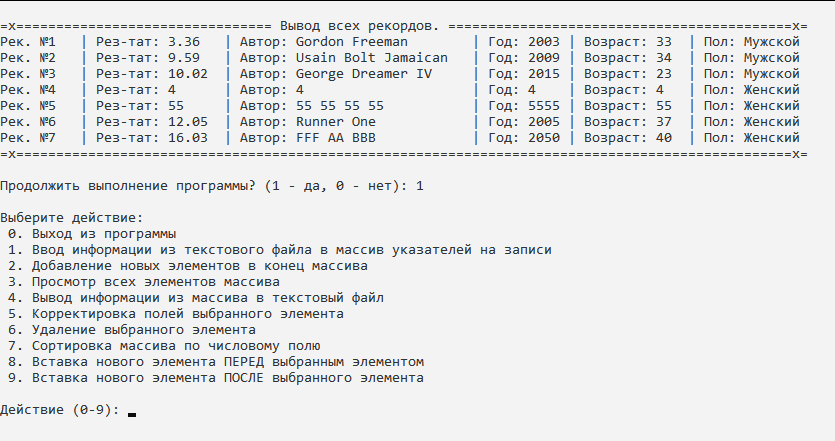 =x================================ Вывод всех рекордов. ===========================================x=
Рек. №1   | Рез-тат: 3.36   | Автор: Gordon Freeman        | Год: 2003 | Возраст: 33  | Пол: Мужской
Рек. №2   | Рез-тат: 9.59   | Автор: Usain Bolt Jamaican   | Год: 2009 | Возраст: 34  | Пол: Мужской
Рек. №3   | Рез-тат: 10.02  | Автор: George Dreamer IV     | Год: 2015 | Возраст: 23  | Пол: Мужской
Рек. №4   | Рез-тат: 4      | Автор: 4                     | Год: 4    | Возраст: 4   | Пол: Женский
Рек. №5   | Рез-тат: 55     | Автор: 55 55 55 55           | Год: 5555 | Возраст: 55  | Пол: Женский
Рек. №6   | Рез-тат: 12.05  | Автор: Runner One            | Год: 2005 | Возраст: 37  | Пол: Женский
Рек. №7   | Рез-тат: 16.03  | Автор: FFF AA BBB            | Год: 2050 | Возраст: 40  | Пол: Женский
=x=================================================================================================x=
Продолжить выполнение программы? (1 - да, 0 - нет): 1
Выберите действие:
0. Выход из программы
1. Ввод информации из текстового файла в массив указателей на записи
2. Добавление новых элементов в конец массива
3. Просмотр всех элементов массива
4. Вывод информации из массива в текстовый файл
5. Корректировка полей выбранного элемента
6. Удаление выбранного элемента
7. Сортировка массива по числовому полю
8. Вставка нового элемента ПЕРЕД выбранным элементом
9. Вставка нового элемента ПОСЛЕ выбранного элемента
Действие (0-9):